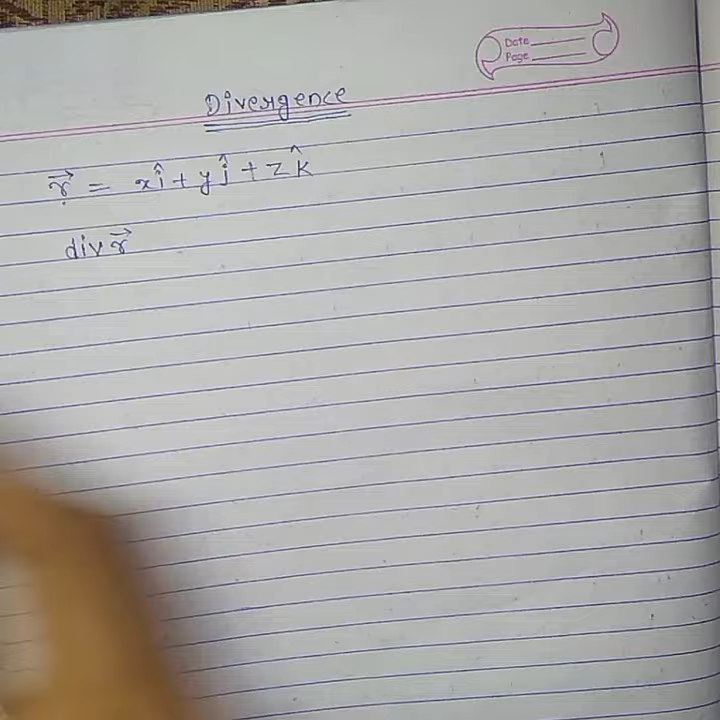 Date
Page
Divergence
r⃗ = xî + yĵ + zk̂
div r⃗